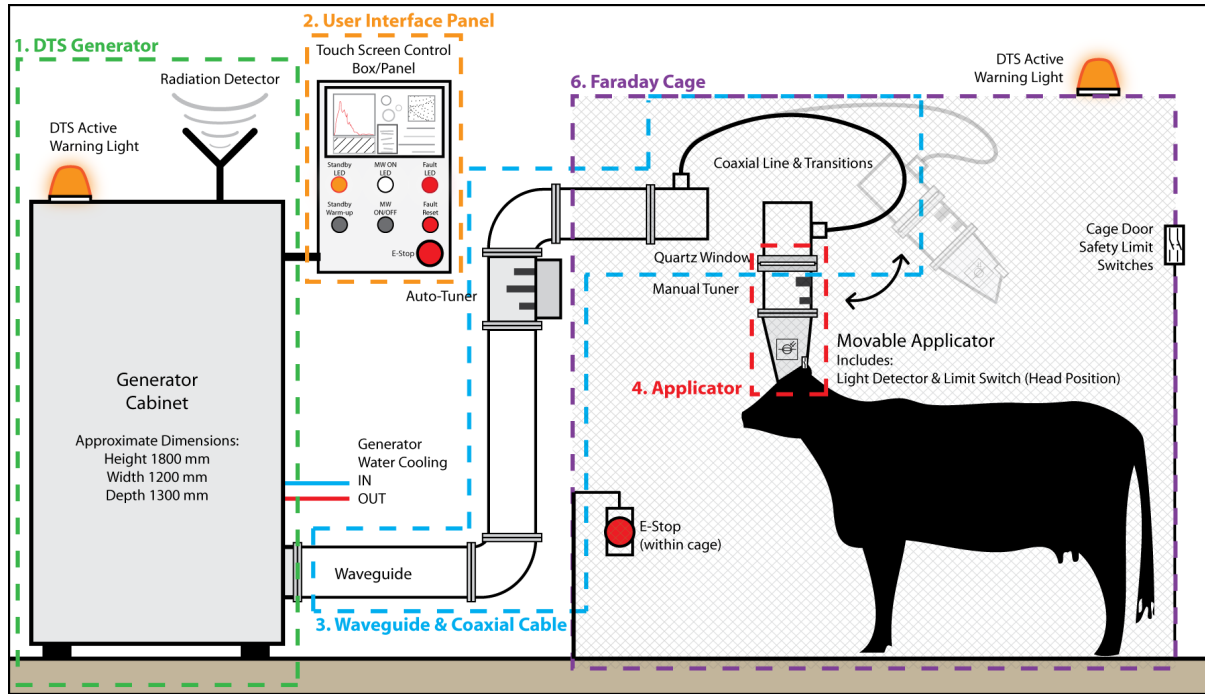 1. DTS Generator
Radiation Detector
DTS Active
Warning Light
Generator
Cabinet
Approximate Dimensions:
Height 1800 mm
Width 1200 mm
Depth 1300 mm
2. User Interface Panel
Touch Screen Control
Box/Panel
Standby
LED
MW ON
LED
Fault
LED
Standby
Warm-up
MW
ON/OFF
Fault
Reset
E-Stop
Auto-Tuner
Generator
Water Cooling
IN
OUT
Waveguide
3. Waveguide & Coaxial Cable
6. Faraday Cage
DTS Active
Warning Light
Coaxial Line & Transitions
Quartz Window
Manual Tuner
Cage Door
Safety Limit
Switches
Movable Applicator
Includes:
Light Detector & Limit Switch (Head Position)
4. Applicator
E-Stop
(within cage)